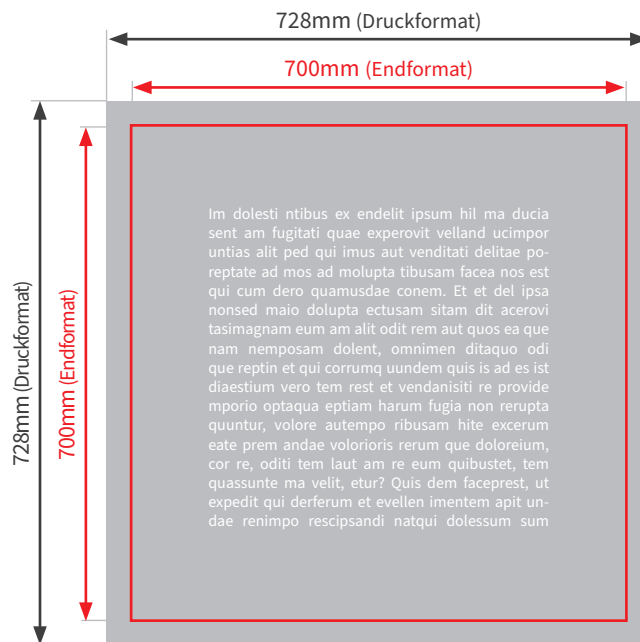 728mm (Druckformat)
700mm (Endformat)
728mm (Druckformat)
700mm (Endformat)
Im dolesti ntibus ex endelit ipsum hil ma ducia
sent am fugitati quae experovit velland ucimpor
untias alit ped qui imus aut venditati delitae po-
reptate ad mos ad molupta tibusam facea nos est
qui cum dero quamusdae conem. Et et del ipsa
nonsed maio dolupta ectusam sitam dit acerovi
tasimagnam eum am alit odit rem aut quos ea que
nam nemposam dolent, omnimen ditaquo odi
que reptin et qui corrumq uundem quis is ad es ist
diaestium vero tem rest et vendanisiti re provide
mporio optaqua eptiam harum fugia non rerupta
quuntur, volore autempo ribusam hite excerum
eate prem andae volorioris rerum que doloreium,
cor re, oditi tem laut am re eum quibustet, tem
quassunte ma velit, etur? Quis dem faceprest, ut
expedit qui derferum et evellen imentem apit un-
dae renimpo rescipsandi natqui dolessum sum